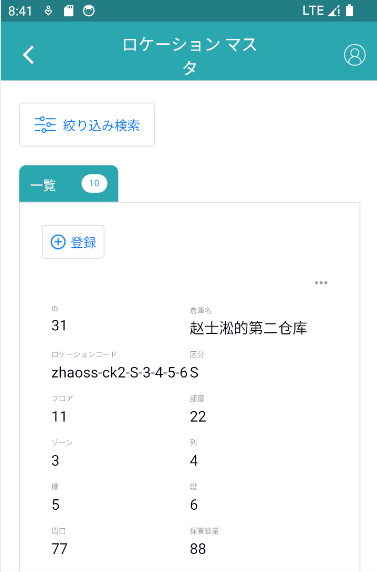 8:41 LTE
ロケーション マス
タ
絞り込み検索
一覧 10
登録
ID 倉庫名
31 赵士淞的第二仓库
ロケーションコード 区分
zhaoss-ck2-S-3-4-5-6 S
フロア 部屋
11 22
ゾーン 列
3 4
棚 段
5 6
間口 保管容量
77 88